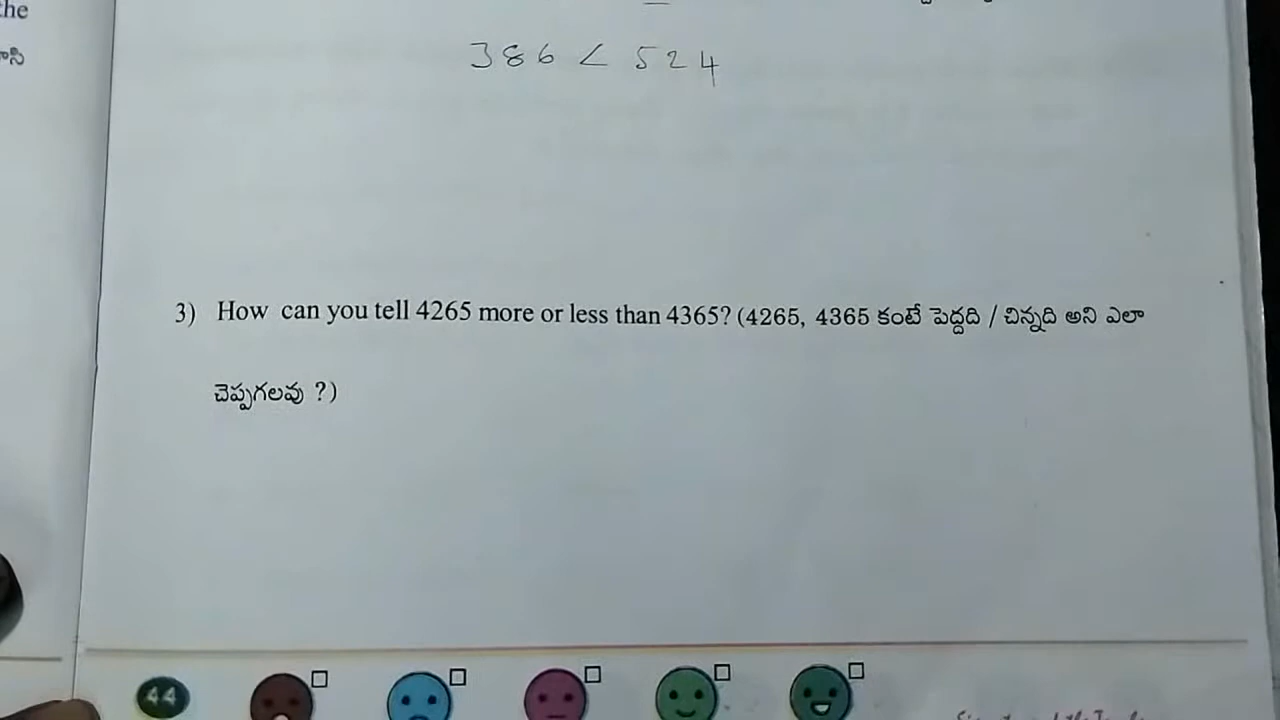 the
386 < 524
3) How can you tell 4265 more or less than 4365? (4265, 4365 కంటే పెద్దది / చిన్నది అని ఎలా
చెప్పగలవు ?)
44